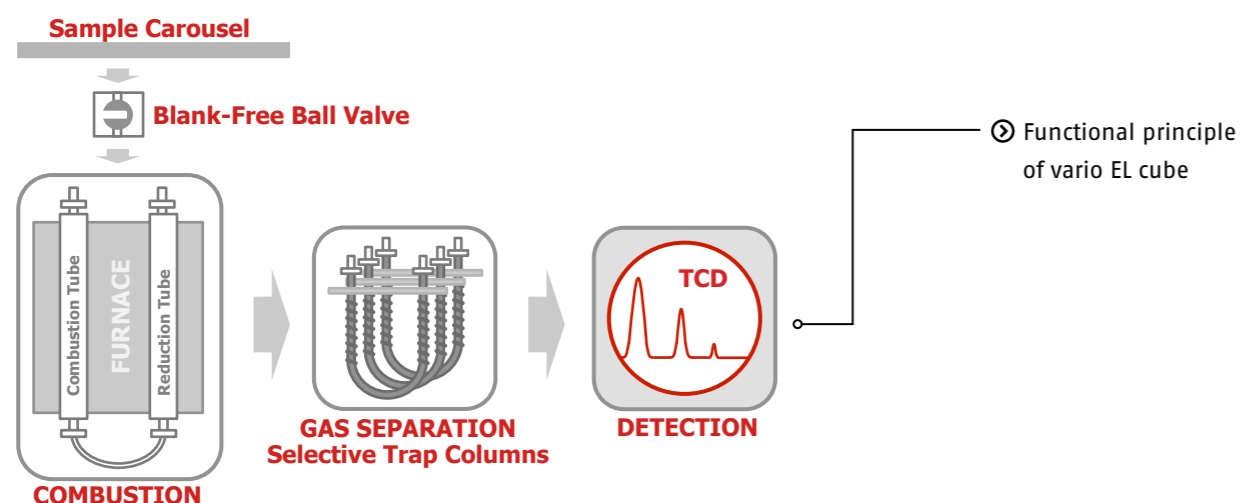 Sample Carousel
Blank-Free Ball Valve
Combustion Tube
FURNACE
Reduction Tube
COMBUSTION
GAS SEPARATION
Selective Trap Columns
TCD
DETECTION
Functional principle
of vario EL cube